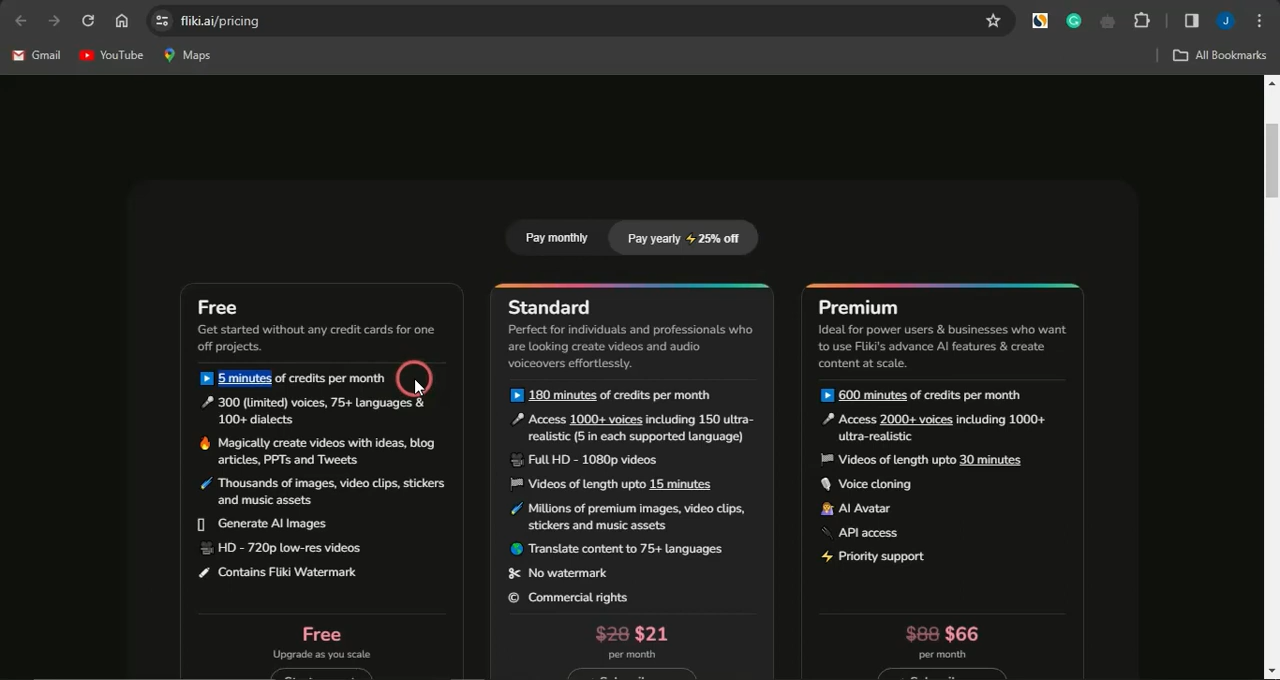 fliki.ai/pricing
J
Gmail YouTube Maps All Bookmarks
Pay monthly Pay yearly ⚡25% off
Free
Get started without any credit cards for one
off projects.
5 minutes of credits per month
300 (limited) voices, 75+ languages &
100+ dialects
Magically create videos with ideas, blog
articles, PPTs and Tweets
Thousands of images, video clips, stickers
and music assets
Generate AI Images
HD - 720p low-res videos
Contains Fliki Watermark
Free
Upgrade as you scale
Standard
Perfect for individuals and professionals who
are looking create videos and audio
voiceovers effortlessly.
180 minutes of credits per month
Access 1000+ voices including 150 ultra-
realistic (5 in each supported language)
Full HD - 1080p videos
Videos of length upto 15 minutes
Millions of premium images, video clips,
stickers and music assets
Translate content to 75+ languages
No watermark
© Commercial rights
$28 $21
per month
Premium
Ideal for power users & businesses who want
to use Fliki's advance AI features & create
content at scale.
600 minutes of credits per month
Access 2000+ voices including 1000+
ultra-realistic
Videos of length upto 30 minutes
Voice cloning
AI Avatar
API access
Priority support
$88 $66
per month